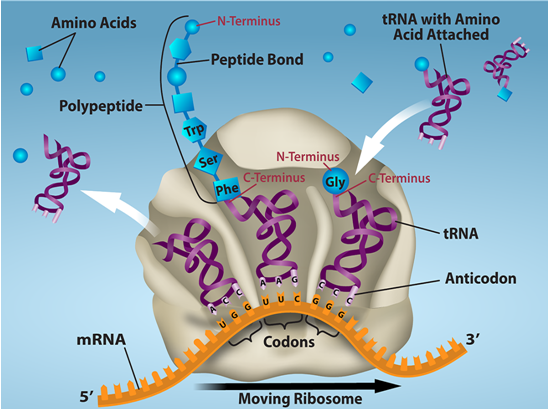 Amino Acids
N-Terminus
tRNA with Amino
Acid Attached
Peptide Bond
Polypeptide
Trp
Ser
N-Terminus
Phe
C-Terminus
Gly
C-Terminus
tRNA
Anticodon
A C C
A A G
C C C
U G G U U C G G G
Codons
mRNA
3′
5′
Moving Ribosome